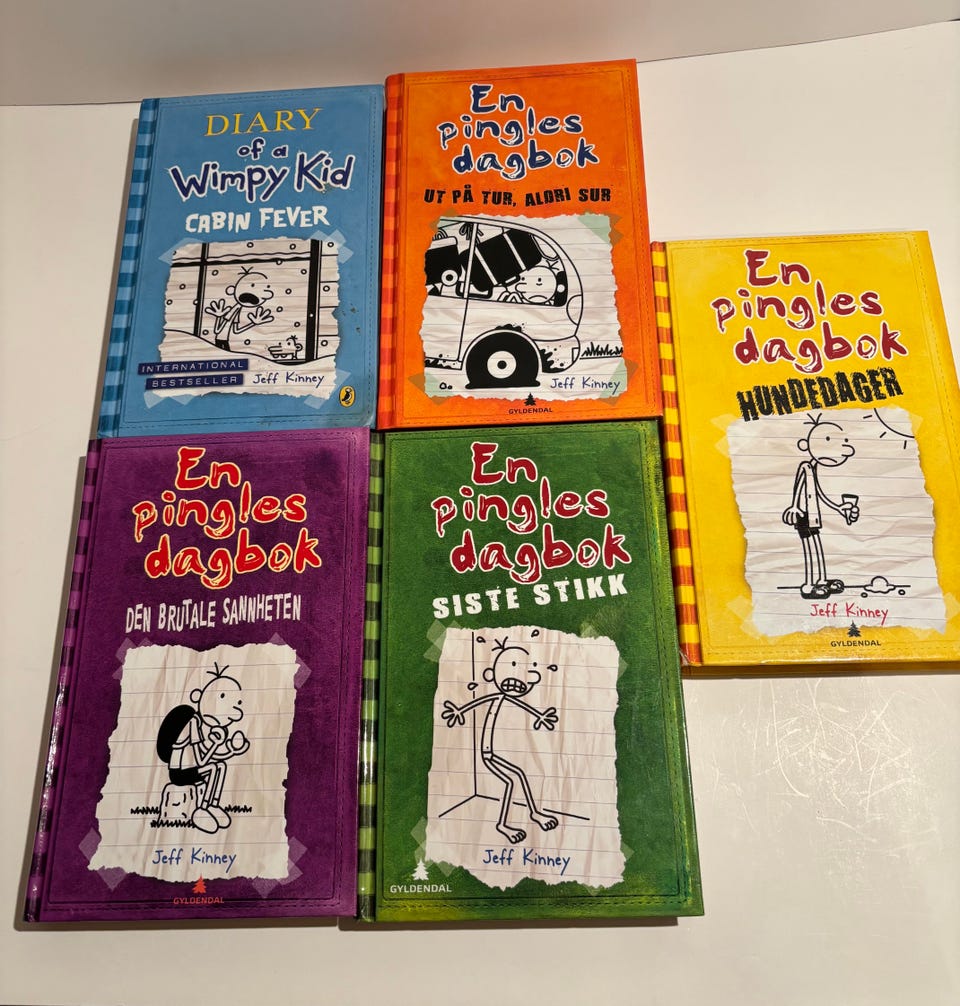 DIARY
of a
Wimpy Kid
CABIN FEVER
INTERNATIONAL
BESTSELLER
Jeff Kinney
En
pingles
dagbok
UT PÅ TUR, ALDRI SUR
Jeff Kinney
GYLDENDAL
En
pingles
dagbok
HUNDEDAGER
Jeff Kinney
GYLDENDAL
En
pingles
dagbok
DEN BRUTALE SANNHETEN
Jeff Kinney
GYLDENDAL
En
pingles
dagbok
SISTE STIKK
Jeff Kinney
GYLDENDAL